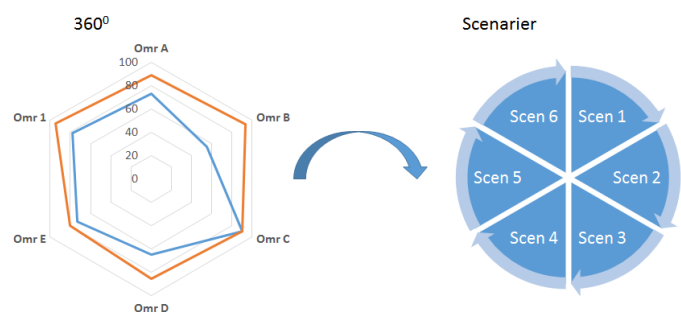 360⁰
Scenarier
Omr A
100
80
60
40
20
0
Omr 1
Omr B
Omr E
Omr C
Omr D
Scen 6
Scen 1
Scen 5
Scen 2
Scen 4
Scen 3